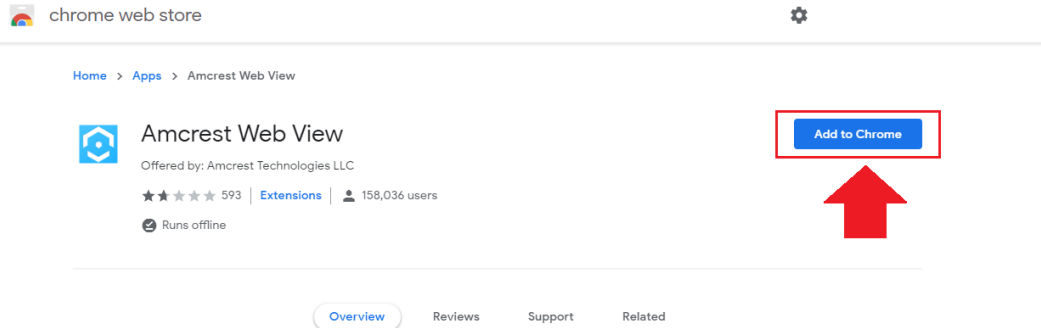 chrome web store
Home > Apps > Amcrest Web View
Amcrest Web View
Add to Chrome
Offered by: Amcrest Technologies LLC
593 | Extensions | 158,036 users
Runs offline
Overview Reviews Support Related